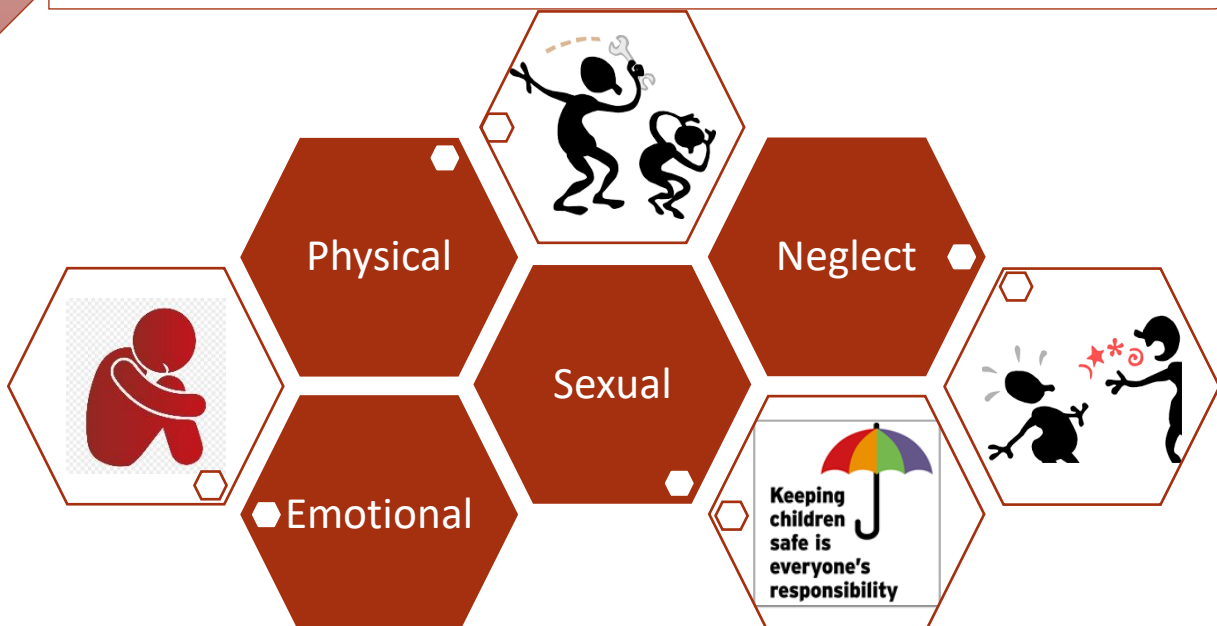 Physical
Neglect
Sexual
Emotional
Keeping
children
safe is
everyone's
responsibility